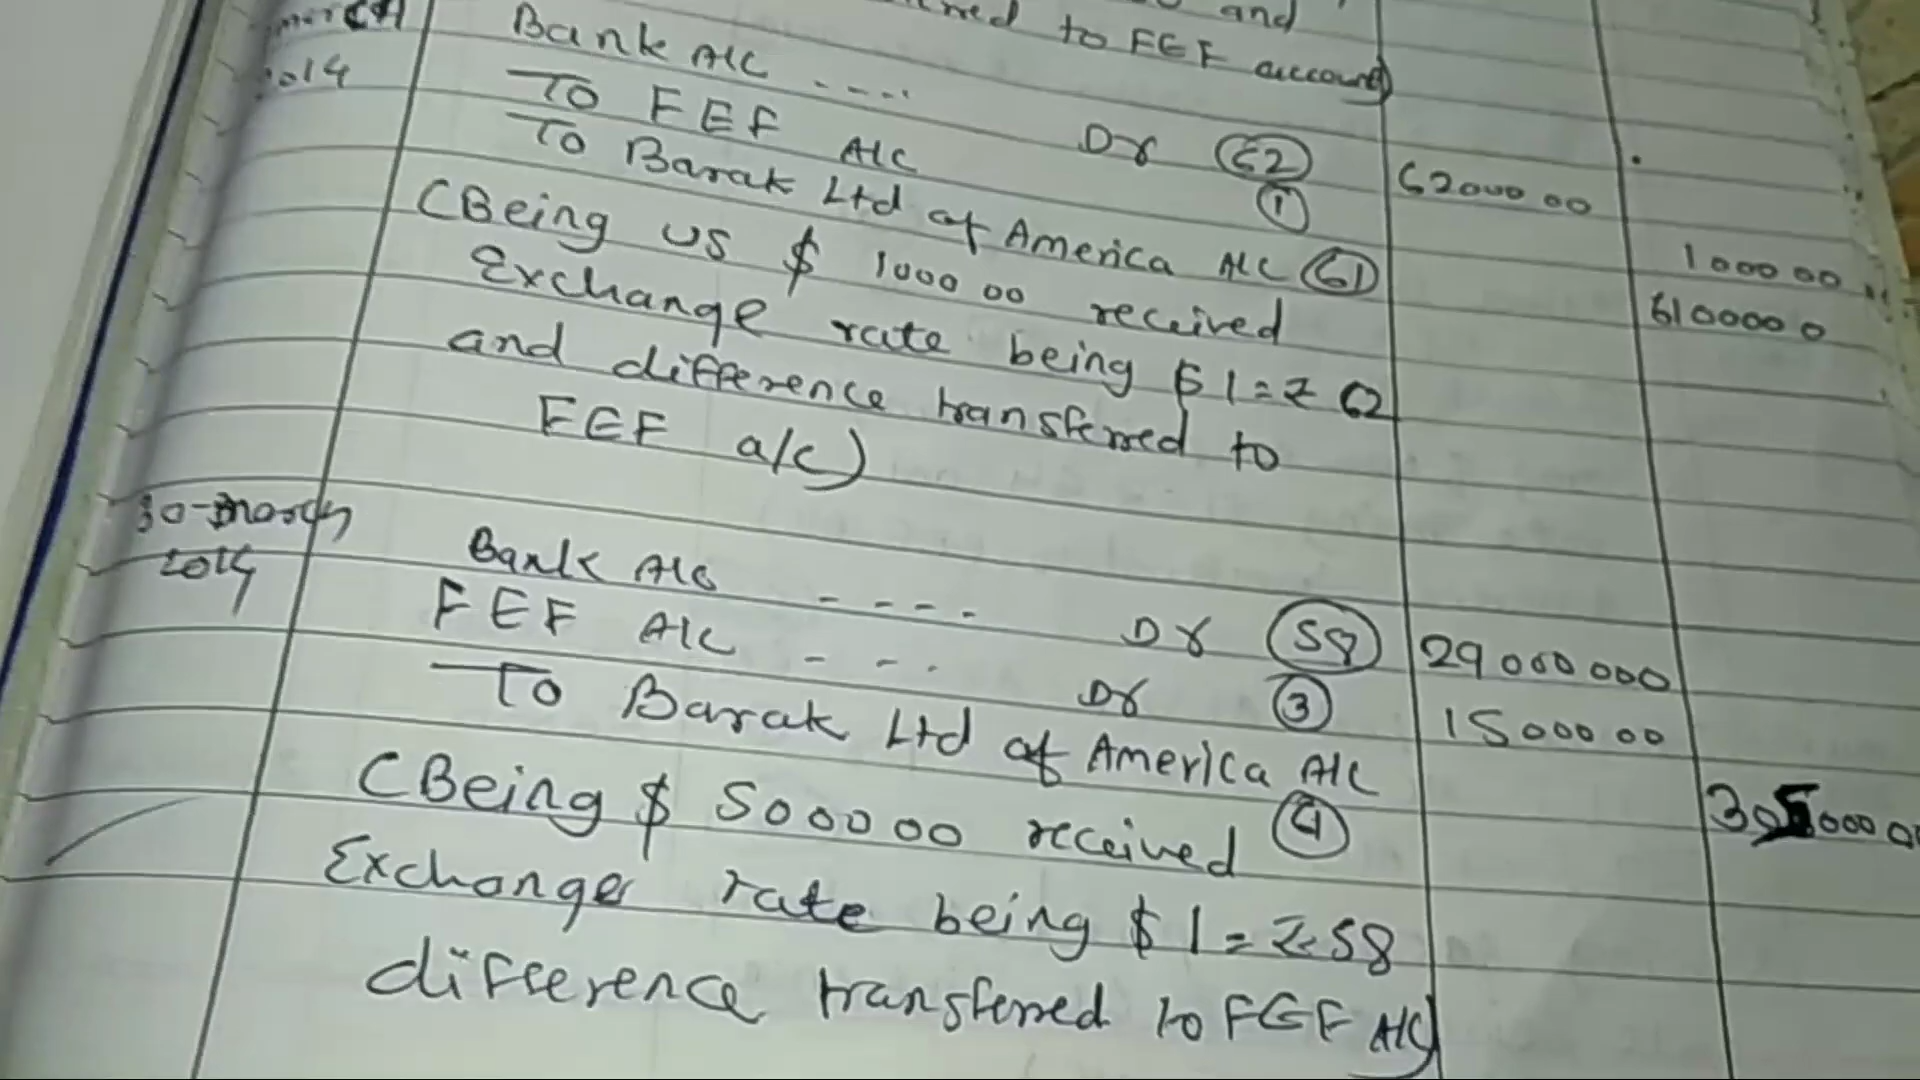 and
to FEF account)
march
2014
Bank A/c ....
Dr (62) 6200000
To FEF A/c (1) 100000
To Barak Ltd of America A/c (61) 6100000
(Being US $ 100000 received
Exchange rate being $1=₹ 62
and difference transferred to
FEF a/c)
30-March
2014
Bank A/c ---- Dr (58) 29000000
FEF A/c --- Dr (3) 1500000
To Barak Ltd of America A/c
(Being $ 500000 received
Exchange rate being $1=₹58
difference transferred to FEF A/c)